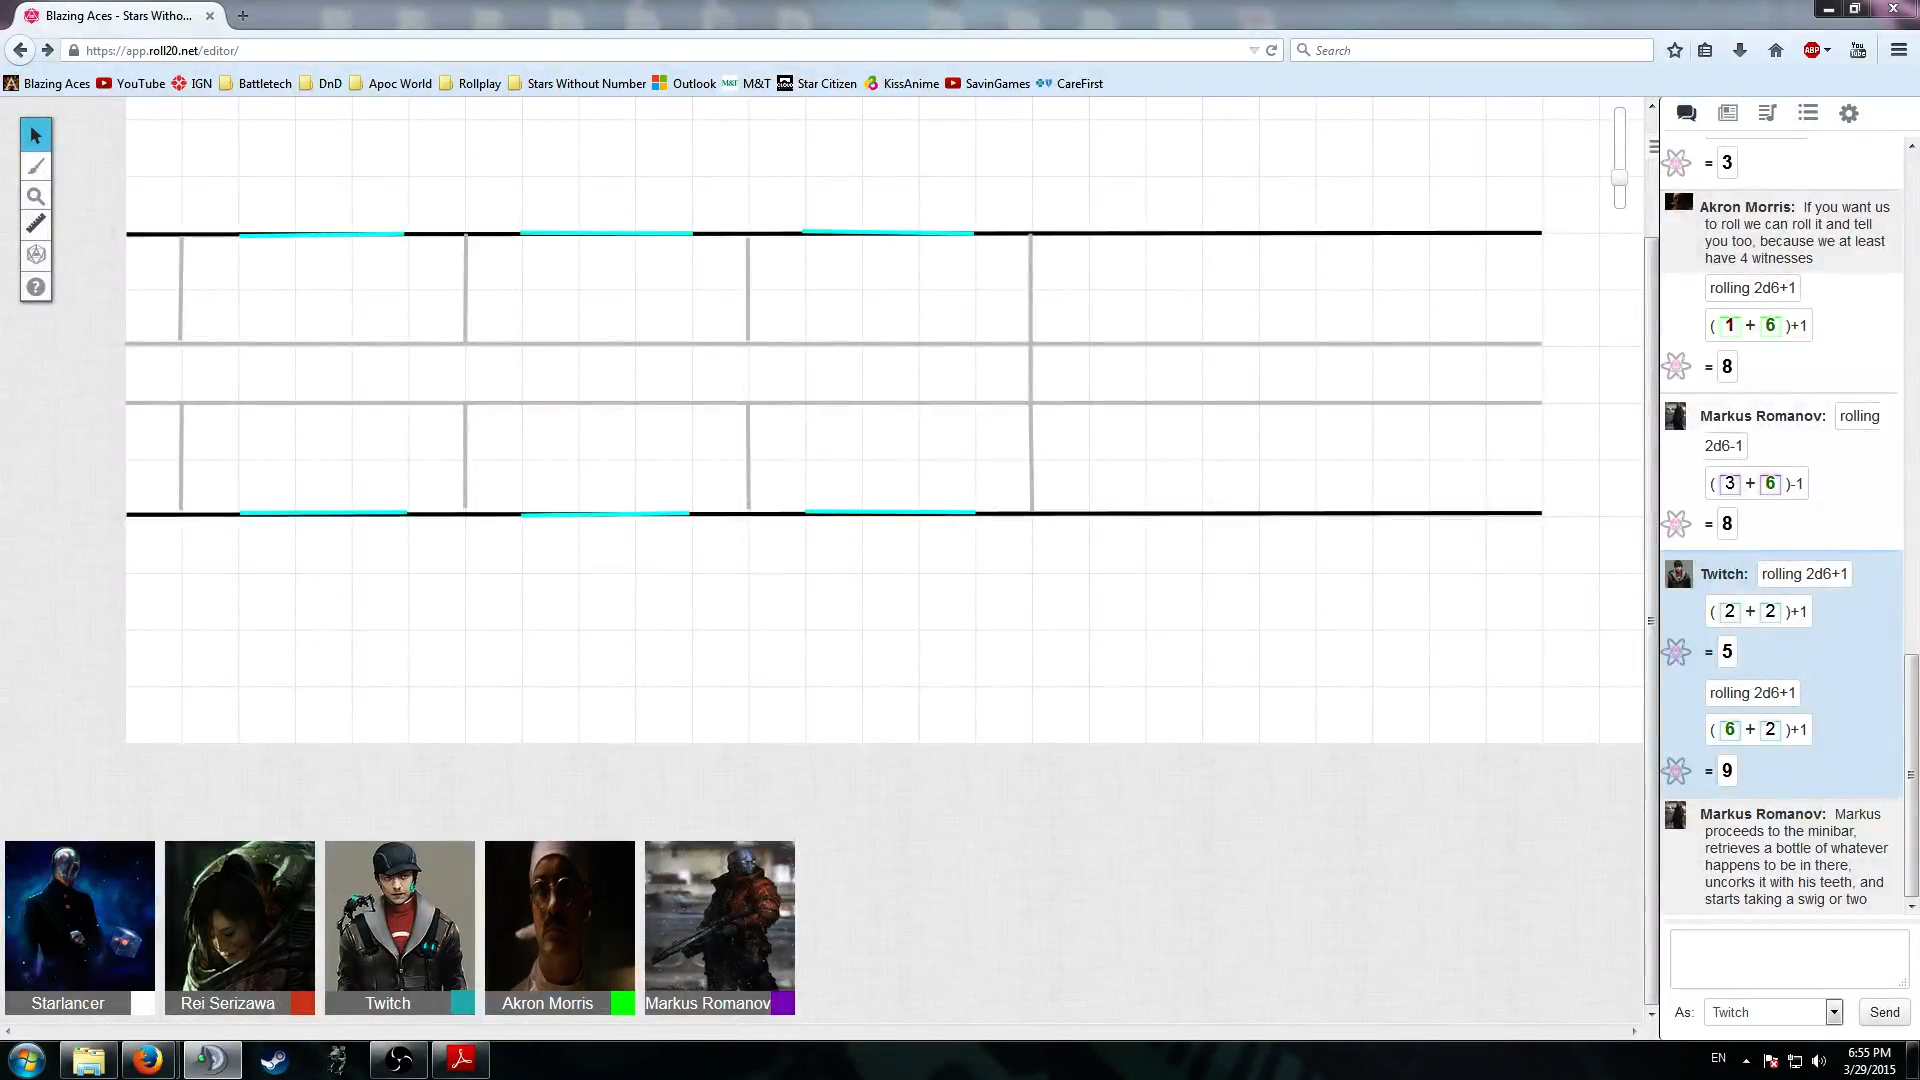 Blazing Aces - Stars Witho...
https://app.roll20.net/editor/
Search
ABP
You
Tube
Blazing Aces
YouTube
IGN
Battletech
DnD
Apoc World
Rollplay
Stars Without Number
Outlook
M&T
M&T
Star Citizen
KissAnime
SavinGames
CareFirst
= 3
Akron Morris: If you want us
to roll we can roll it and tell
you too, because we at least
have 4 witnesses
rolling 2d6+1
( 1 + 6 )+1
= 8
Markus Romanov: rolling
2d6-1
( 3 + 6 )-1
= 8
Twitch: rolling 2d6+1
( 2 + 2 )+1
= 5
rolling 2d6+1
( 6 + 2 )+1
= 9
Markus Romanov: Markus
proceeds to the minibar,
retrieves a bottle of whatever
happens to be in there,
uncorks it with his teeth, and
starts taking a swig or two
Starlancer
Rei Serizawa
Twitch
Akron Morris
Markus Romanov
As: Twitch
Send
EN
6:55 PM
3/29/2015